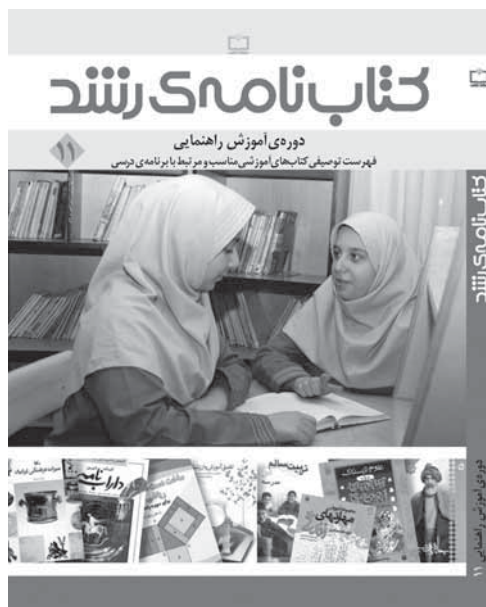 کتاب‌نامه‌ی رشد
دوره‌ی آموزش راهنمایی
۱۱
فهرست توصیفی کتاب‌های آموزشی مناسب و مرتبط با برنامه‌ی درسی
کتاب‌نامه‌ی رشد
دوره‌ی آموزش راهنمایی ۱۱
تربیت سالم